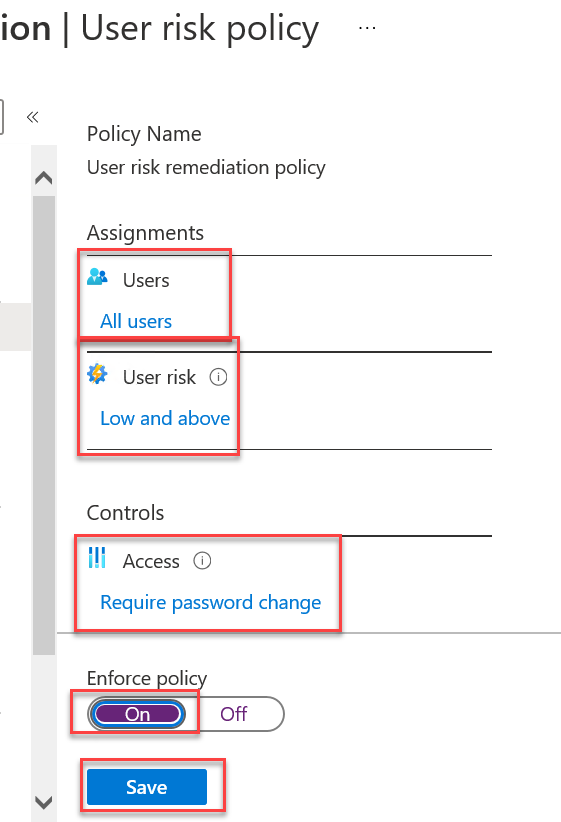 ion | User risk policy ...
«
Policy Name
User risk remediation policy
Assignments
Users
All users
User risk
Low and above
Controls
Access
Require password change
Enforce policy
On Off
Save